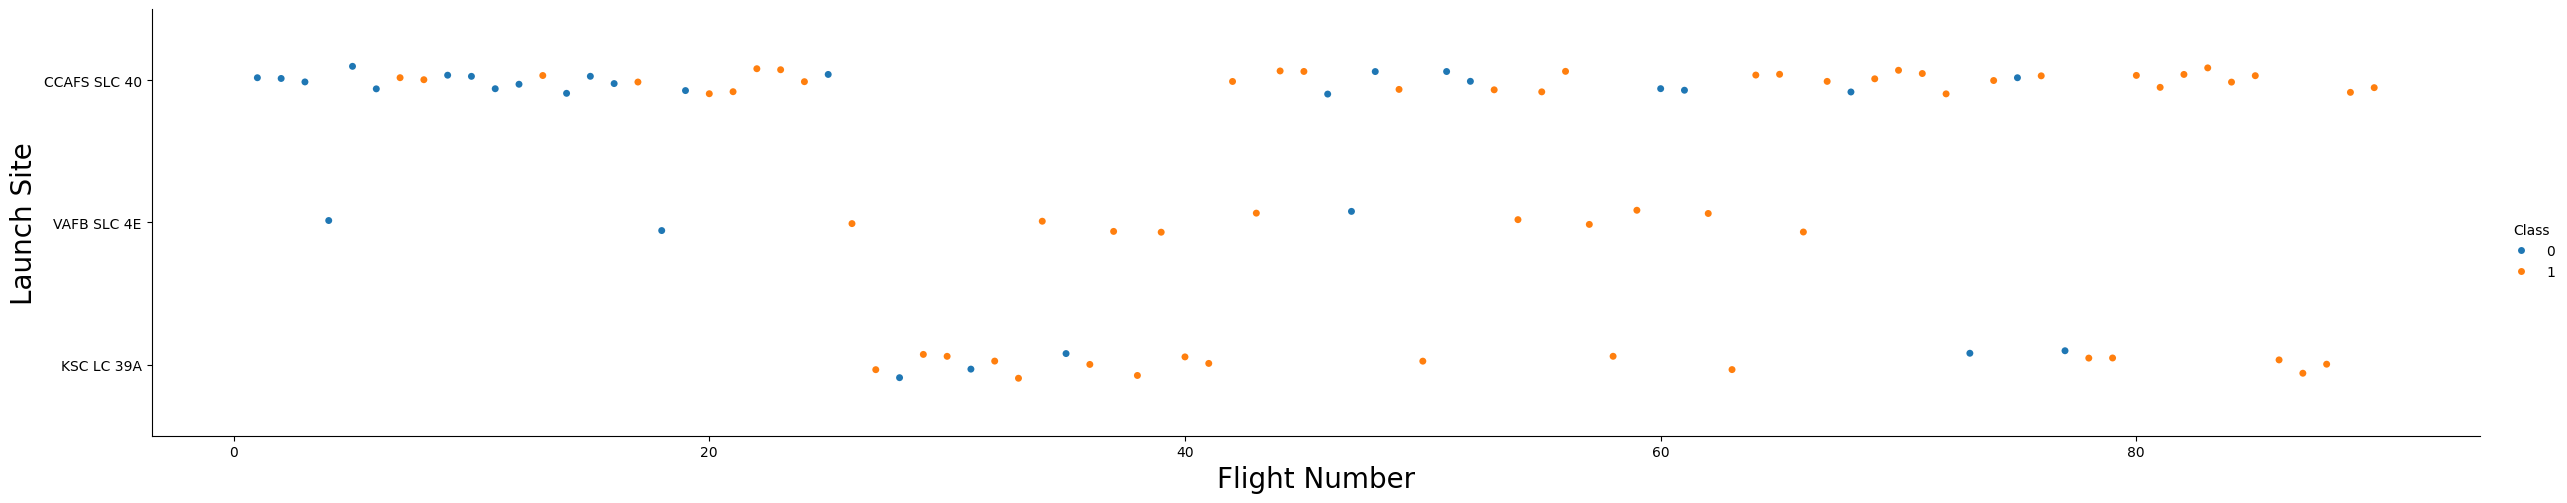 CCAFS SLC 40
VAFB SLC 4E
KSC LC 39A
Launch Site
0
20
40
60
80
Flight Number
Class
0
1